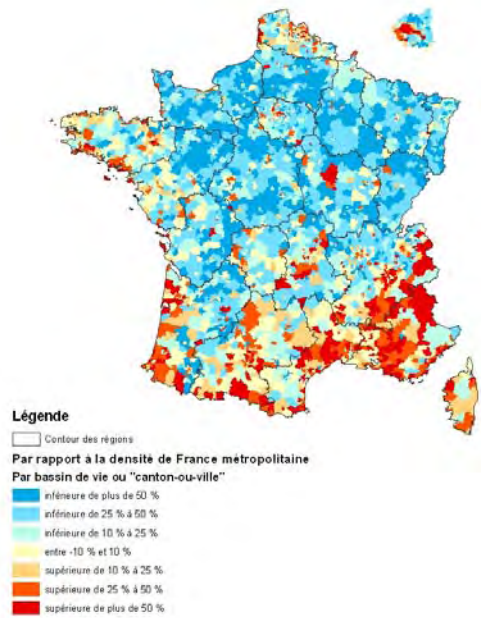 Légende
Contour des régions
Par rapport à la densité de France métropolitaine
Par bassin de vie ou "canton-ou-ville"
inférieure de plus de 50 %
inférieure de 25 % à 50 %
inférieure de 10 % à 25 %
entre -10 % et 10 %
supérieure de 10 % à 25 %
supérieure de 25 % à 50 %
supérieure de plus de 50 %